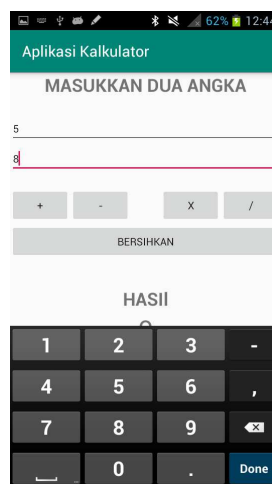 62% 12:44
Aplikasi Kalkulator
MASUKKAN DUA ANGKA
5
8
+ - X /
BERSIHKAN
HASIl
1 2 3 -
4 5 6 ,
7 8 9
0 .
Done